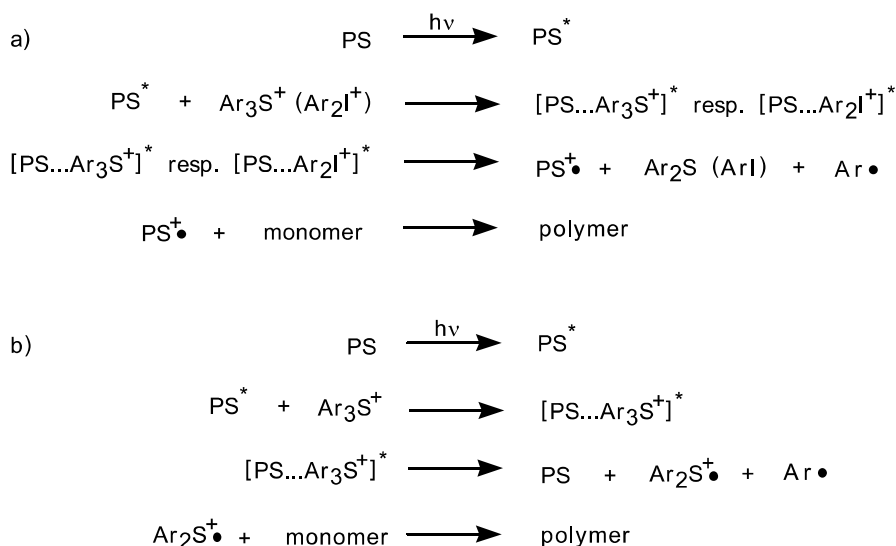 a) PS hν PS*
PS* + Ar3S+ (Ar2I+) [PS...Ar3S+]* resp. [PS...Ar2I+]*
[PS...Ar3S+]* resp. [PS...Ar2I+]* PS+• + Ar2S (ArI) + Ar•
PS+• + monomer polymer
b) PS hν PS*
PS* + Ar3S+ [PS...Ar3S+]*
[PS...Ar3S+]* PS + Ar2S+• + Ar•
Ar2S+• + monomer polymer